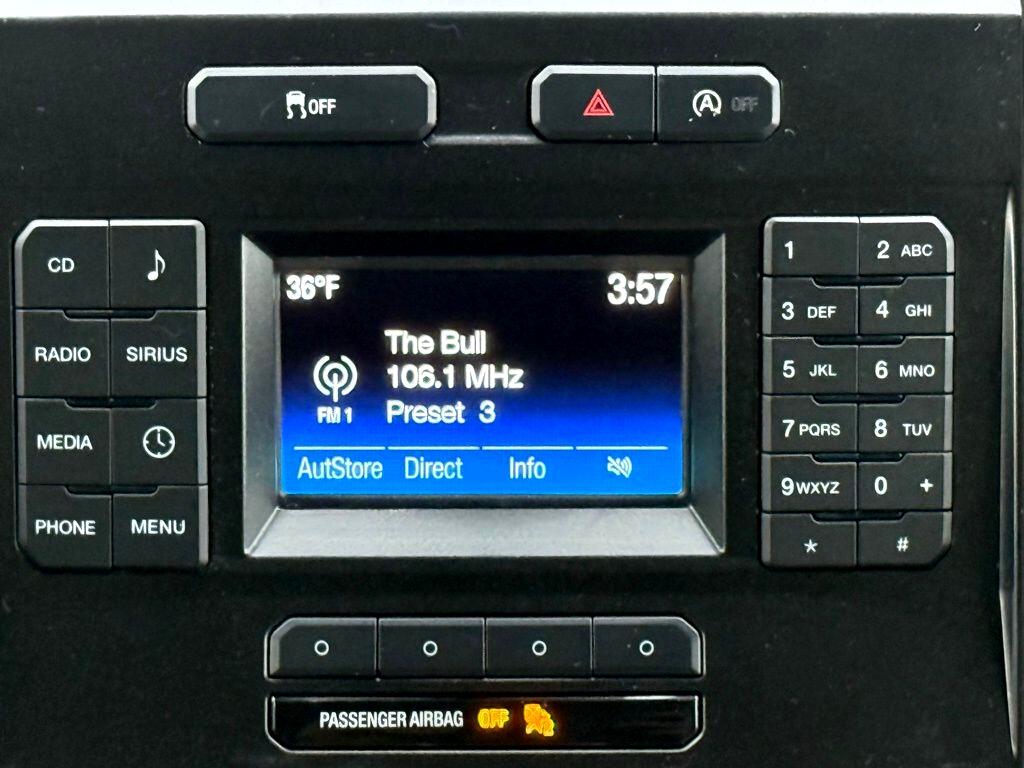 OFF
A OFF
CD
RADIO SIRIUS
MEDIA
PHONE MENU
36°F 3:57
The Bull
106.1 MHz
FM 1 Preset 3
AutStore Direct Info
1 2 ABC
3 DEF 4 GHI
5 JKL 6 MNO
7 PQRS 8 TUV
9 WXYZ 0 +
* #
PASSENGER AIRBAG OFF